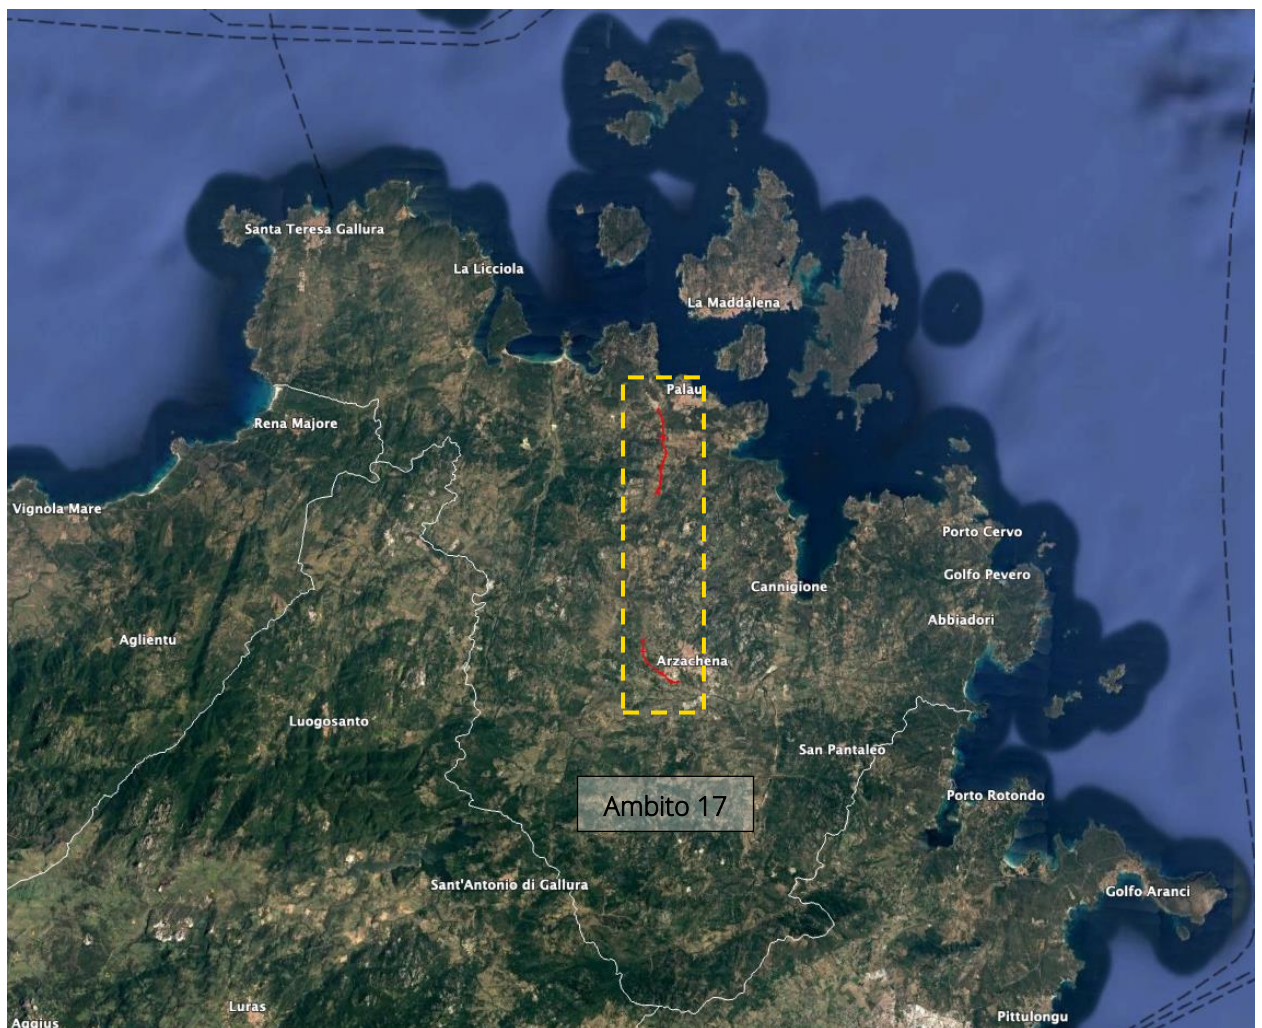 Santa Teresa Gallura
La Licciola
La Maddalena
Palau
Rena Majore
Vignola Mare
Porto Cervo
Golfo Pevero
Cannigione
Abbiadori
Aglientu
Arzachena
Luogosanto
San Pantaleo
Porto Rotondo
Ambito 17
Sant'Antonio di Gallura
Golfo Aranci
Luras
Pittulongu
Aggius